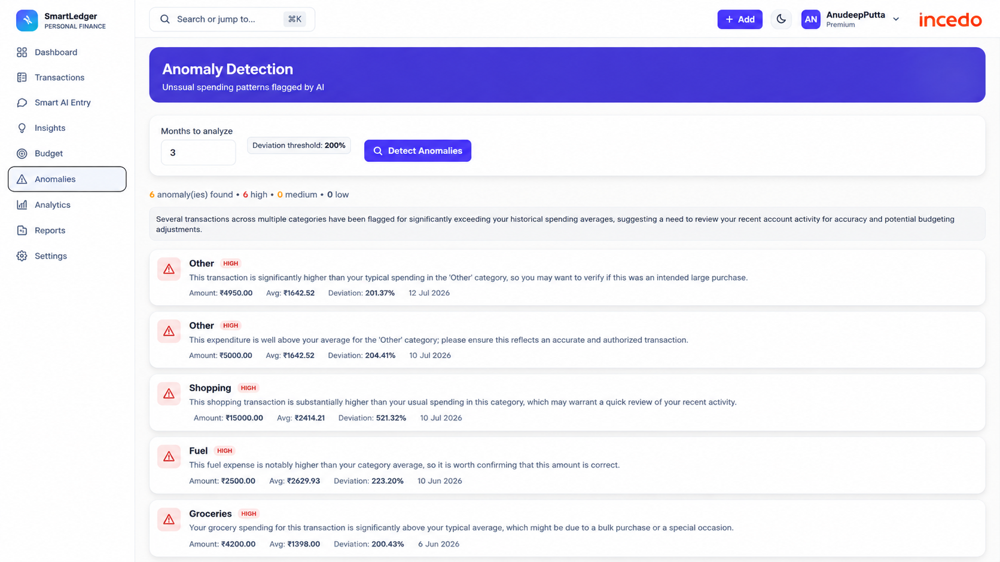 SmartLedger
PERSONAL FINANCE
Search or jump to...
⌘K
+ Add
AN
AnudeepPutta
Premium
incedo
Dashboard
Transactions
Smart AI Entry
Insights
Budget
Anomalies
Analytics
Reports
Settings
Anomaly Detection
Unssual spending patterns flagged by AI
Months to analyze
3
Deviation threshold: 200%
Detect Anomalies
6 anomaly(ies) found • 6 high • 0 medium • 0 low
Several transactions across multiple categories have been flagged for significantly exceeding your historical spending averages, suggesting a need to review your recent account activity for accuracy and potential budgeting
adjustments.
Other HIGH
This transaction is significantly higher than your typical spending in the 'Other' category, so you may want to verify if this was an intended large purchase.
Amount: ₹4950.00 Avg: ₹1642.52 Deviation: 201.37% 12 Jul 2026
Other HIGH
This expenditure is well above your average for the 'Other' category; please ensure this reflects an accurate and authorized transaction.
Amount: ₹5000.00 Avg: ₹1642.52 Deviation: 204.41% 10 Jul 2026
Shopping HIGH
This shopping transaction is substantially higher than your usual spending in this category, which may warrant a quick review of your recent activity.
Amount: ₹15000.00 Avg: ₹2414.21 Deviation: 521.32% 10 Jul 2026
Fuel HIGH
This fuel expense is notably higher than your category average, so it is worth confirming that this amount is correct.
Amount: ₹2500.00 Avg: ₹2629.93 Deviation: 223.20% 10 Jun 2026
Groceries HIGH
Your grocery spending for this transaction is significantly above your typical average, which might be due to a bulk purchase or a special occasion.
Amount: ₹4200.00 Avg: ₹1398.00 Deviation: 200.43% 6 Jun 2026